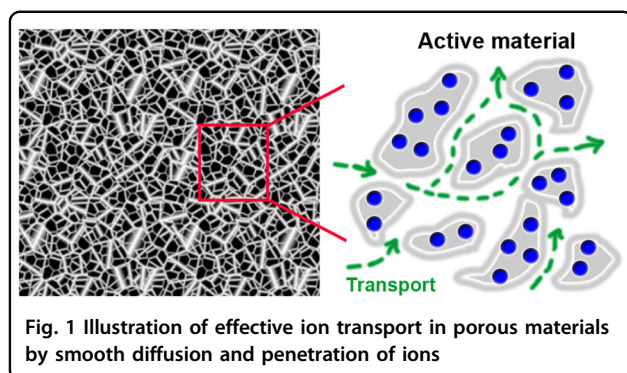 Active material
Transport
Fig. 1 Illustration of effective ion transport in porous materials
by smooth diffusion and penetration of ions